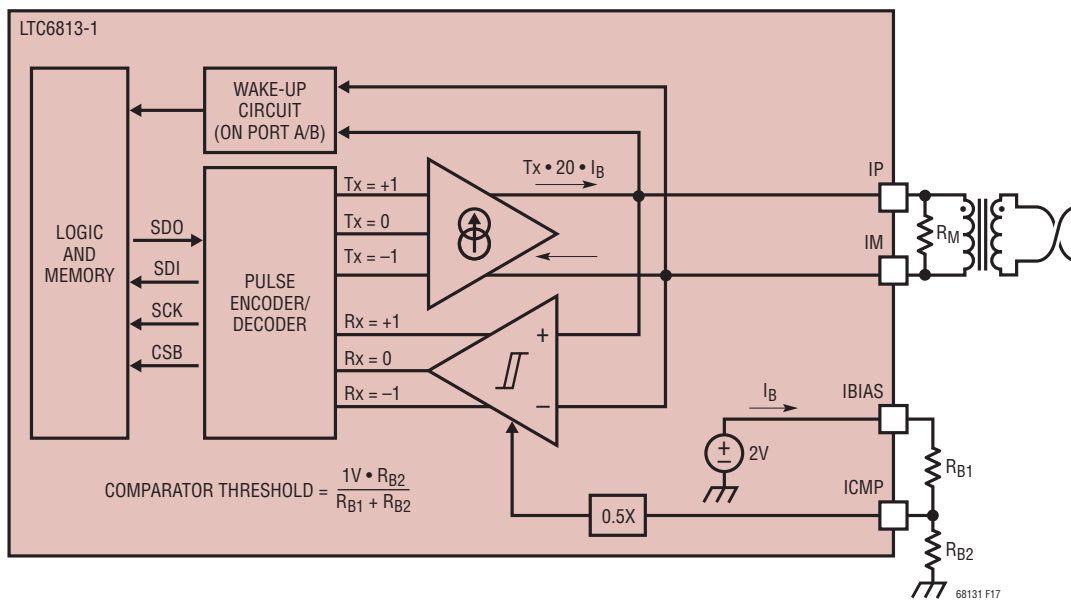 LTC6813-1
WAKE-UP
CIRCUIT
(ON PORT A/B)
LOGIC
AND
MEMORY
SDO
SDI
SCK
CSB
PULSE
ENCODER/
DECODER
Tx = +1
Tx = 0
Tx = –1
Rx = +1
Rx = 0
Rx = –1
Tx • 20 • IB
+
–
IP
IM
RM
IB
IBIAS
+
–
2V
ICMP
0.5X
RB1
RB2
COMPARATOR THRESHOLD = 1V • RB2
RB1 + RB2
68131 F17